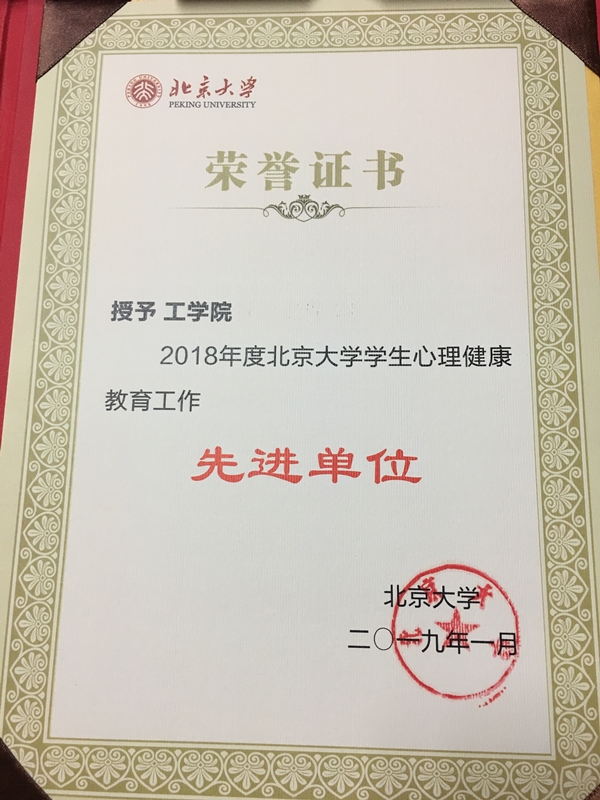 北京大学
PEKING UNIVERSITY
荣誉证书
授予 工学院
2018年度北京大学学生心理健康
教育工作
先进单位
北京大学
二〇一九年一月